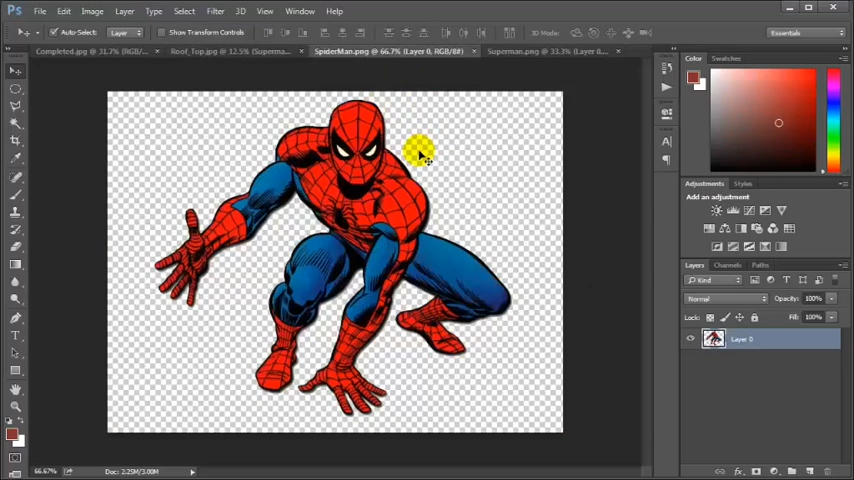 Ps File Edit Image Layer Type Select Filter 3D View Window Help
Auto-Select: Layer Show Transform Controls 3D Mode: Essentials
Completed.jpg @ 31.7% (RGB/... × Roof_Top.jpg @ 12.5% (Superma... × SpiderMan.png @ 66.7% (Layer 0, RGB/8#) × Superman.png @ 33.3% (Layer 0... ×
Color Swatches
Adjustments Styles
Add an adjustment
Layers Channels Paths
Kind
Normal Opacity: 100%
Lock: Fill: 100%
Layer 0
66.67% Doc: 2.25M/3.00M